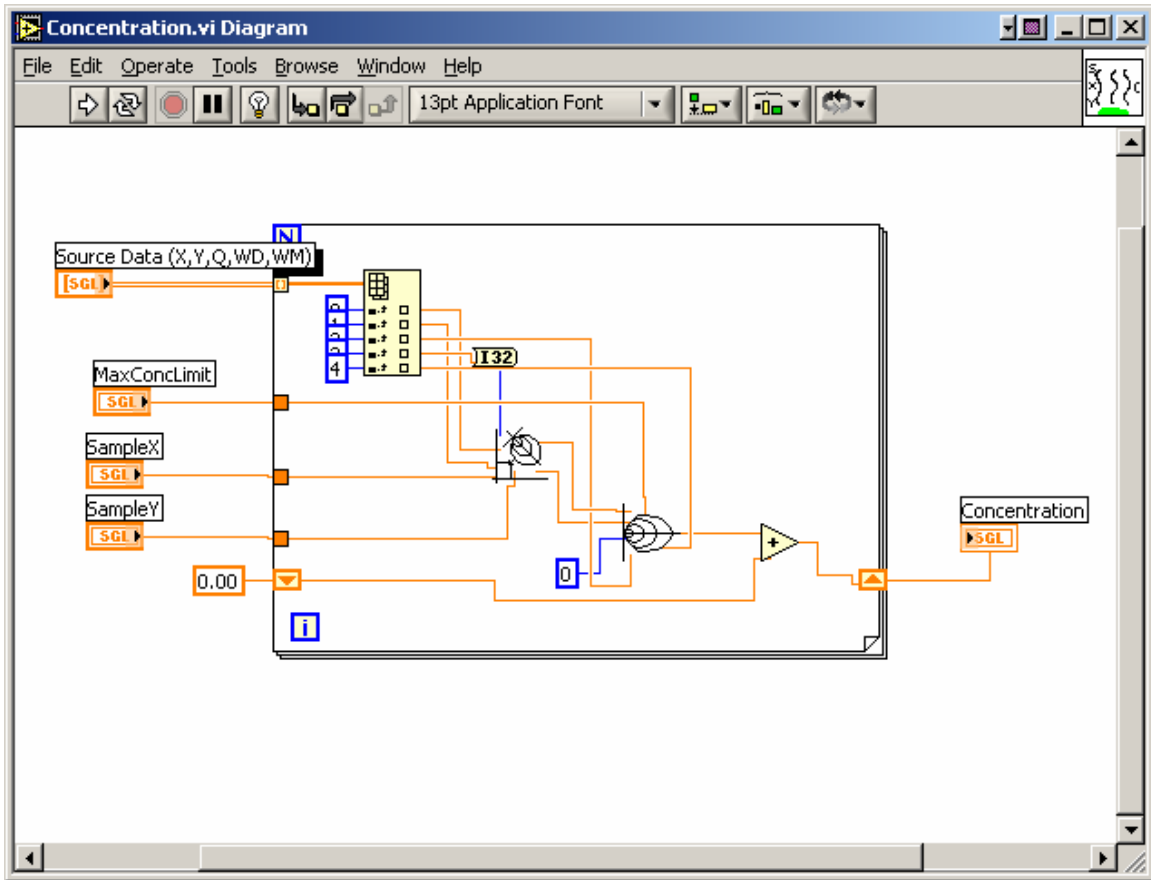 Concentration.vi Diagram
File Edit Operate Tools Browse Window Help
13pt Application Font
N
Source Data (X,Y,Q,WD,WM)
[SGL]
4
I32
MaxConcLimit
SGL
SampleX
SGL
SampleY
SGL
Concentration
SGL
0
+
0.00
i